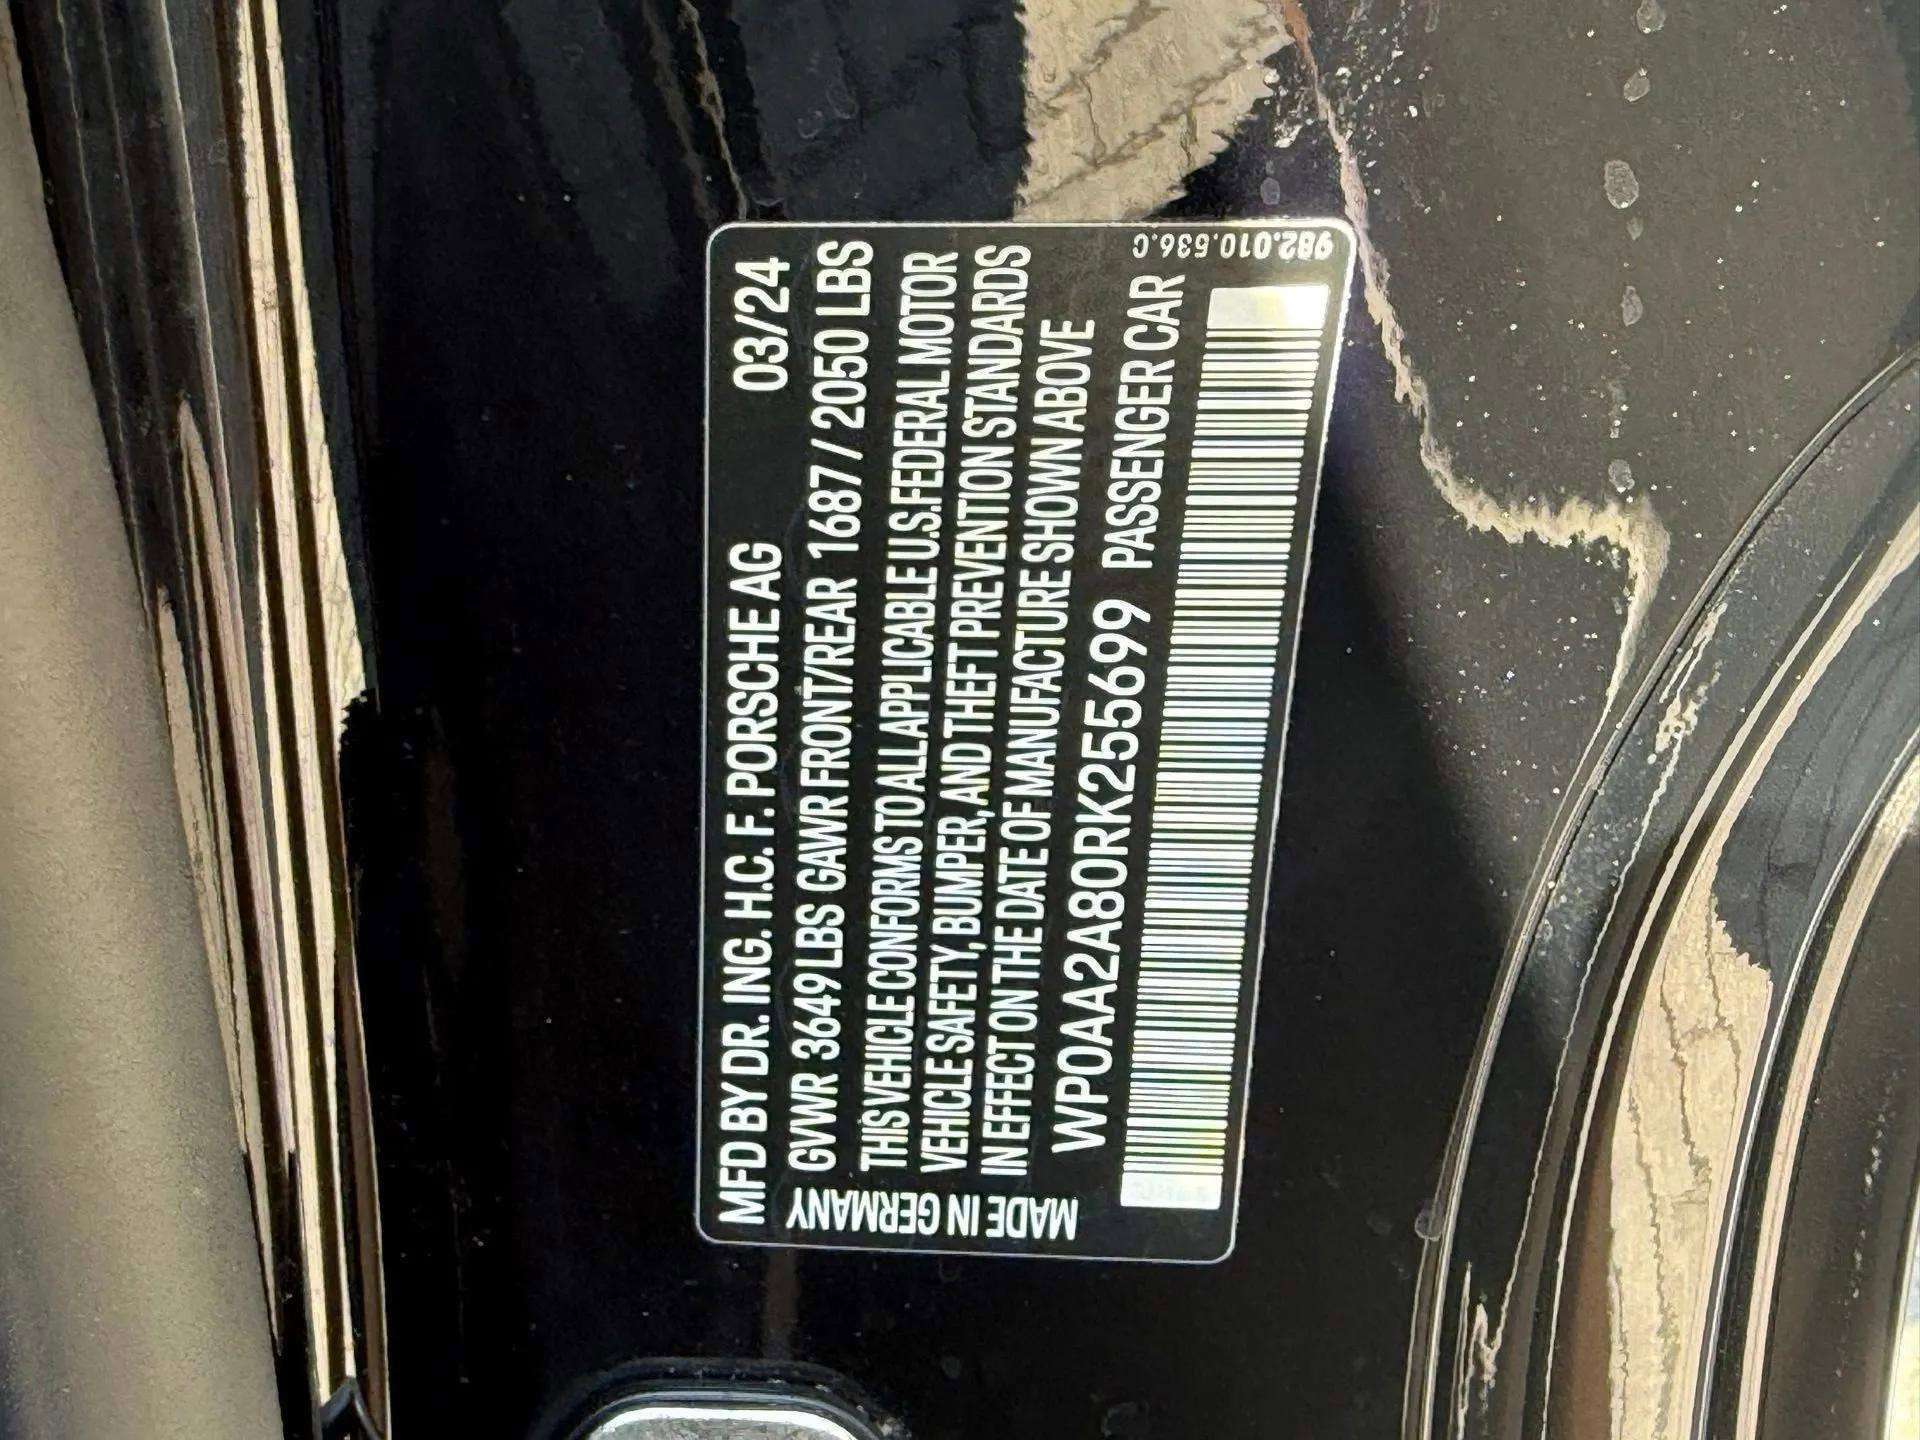 MFD BY DR. ING. H.C. F. PORSCHE AG 03/24
GVWR 3649LBS GAWR FRONT/REAR 1687 / 2050 LBS
THIS VEHICLE CONFORMS TO ALL APPLICABLE U.S. FEDERAL MOTOR
VEHICLE SAFETY, BUMPER, AND THEFT PREVENTION STANDARDS
IN EFFECT ON THE DATE OF MANUFACTURE SHOWN ABOVE
WP0AA2A80RK255699 PASSENGER CAR
MADE IN GERMANY
982.010.536.C